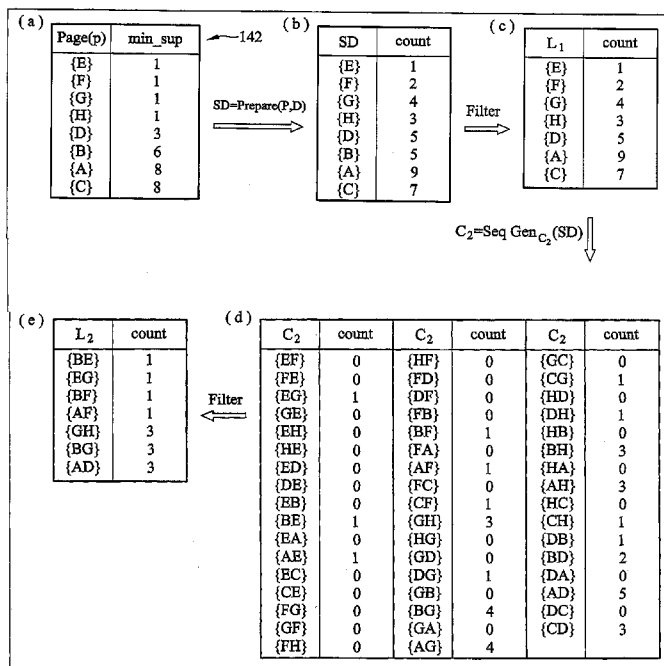 (a)
Page(p) min_sup
{E} 1
{F} 1
{G} 1
{H} 1
{D} 3
{B} 6
{A} 8
{C} 8
142
SD=Prepare(P,D)
(b)
SD count
{E} 1
{F} 2
{G} 4
{H} 3
{D} 5
{B} 5
{A} 9
{C} 7
Filter
(c)
L1 count
{E} 1
{F} 2
{G} 4
{H} 3
{D} 5
{A} 9
{C} 7
C2=Seq GenC2(SD)
(e)
L2 count
{BE} 1
{EG} 1
{BF} 1
{AF} 1
{GH} 3
{BG} 3
{AD} 3
Filter
(d)
C2 count C2 count C2 count
{EF} 0 {HF} 0 {GC} 0
{FE} 0 {FD} 0 {CG} 1
{EG} 1 {DF} 0 {HD} 0
{GE} 0 {FB} 0 {DH} 1
{EH} 0 {BF} 1 {HB} 0
{HE} 0 {FA} 0 {BH} 3
{ED} 0 {AF} 1 {HA} 0
{DE} 0 {FC} 0 {AH} 3
{EB} 0 {CF} 1 {HC} 0
{BE} 1 {GH} 3 {CH} 1
{EA} 0 {HG} 0 {DB} 1
{AE} 1 {GD} 0 {BD} 2
{EC} 0 {DG} 1 {DA} 0
{CE} 0 {GB} 0 {AD} 5
{FG} 0 {BG} 4 {DC} 0
{GF} 0 {GA} 0 {CD} 3
{FH} 0 {AG} 4